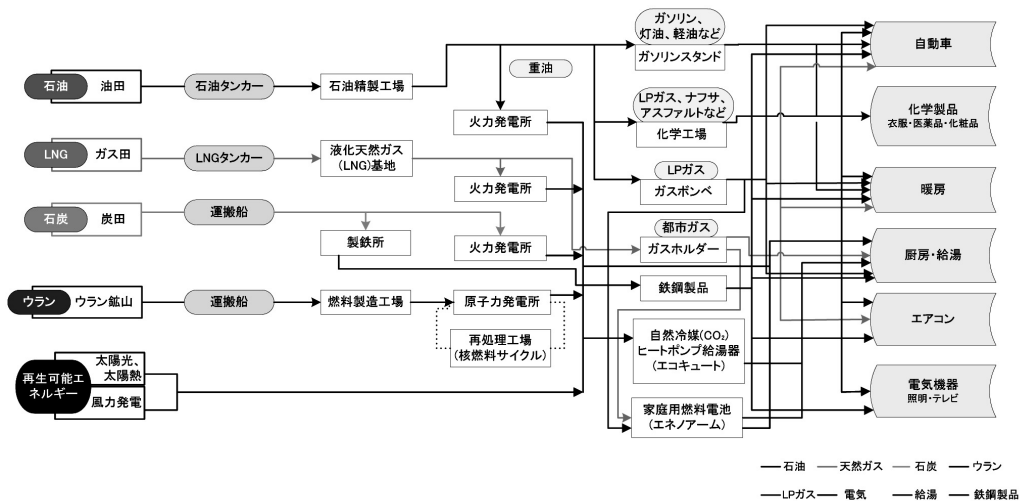 石油
油田
石油タンカー
石油精製工場
重油
火力発電所
ガソリン、
灯油、軽油など
ガソリンスタンド
LPガス、ナフサ、
アスファルトなど
化学工場
LPガス
ガスボンベ
LNG
ガス田
LNGタンカー
液化天然ガス
(LNG)基地
火力発電所
石炭
炭田
運搬船
製鉄所
火力発電所
都市ガス
ガスホルダー
鉄鋼製品
ウラン
ウラン鉱山
運搬船
燃料製造工場
原子力発電所
再処理工場
(核燃料サイクル)
自然冷媒(CO₂)
ヒートポンプ給湯器
(エコキュート)
再生可能エ
ネルギー
太陽光、
太陽熱
風力発電
家庭用燃料電池
(エネノアーム)
自動車
化学製品
衣服・医薬品・化粧品
暖房
厨房・給湯
エアコン
電気機器
照明・テレビ
石油
天然ガス
石炭
ウラン
LPガス
電気
給湯
鉄鋼製品